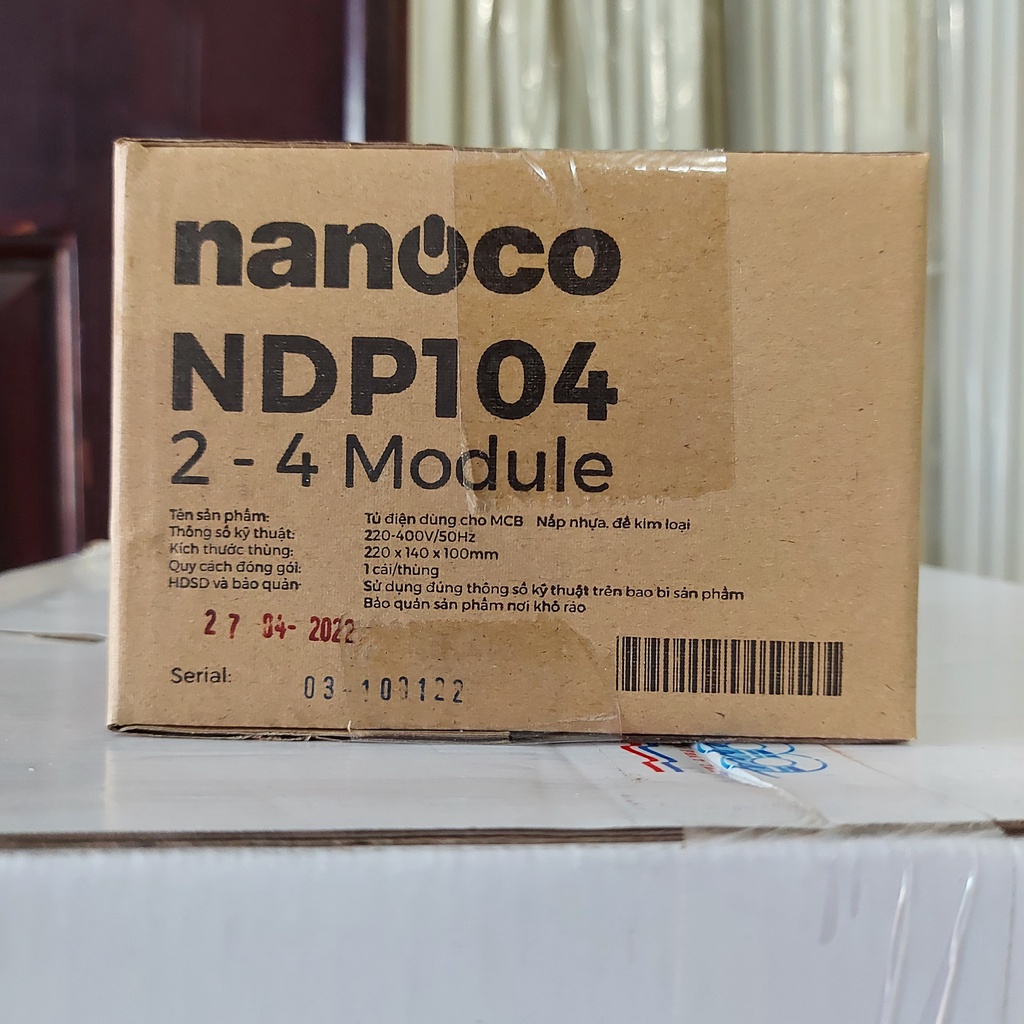 nanoco
NDP104
2 - 4 Module
Tên sản phẩm: Tủ điện dùng cho MCB Nắp nhựa, đế kim loại
Thông số kỹ thuật: 220-400V/50Hz
Kích thước thùng: 220 x 140 x 100mm
Quy cách đóng gói: 1 cái/thùng
HDSD và bảo quản: Sử dụng đúng thông số kỹ thuật trên bao bì sản phẩm
Bảo quản sản phẩm nơi khô ráo
27 04- 2022
Serial: 03-100122